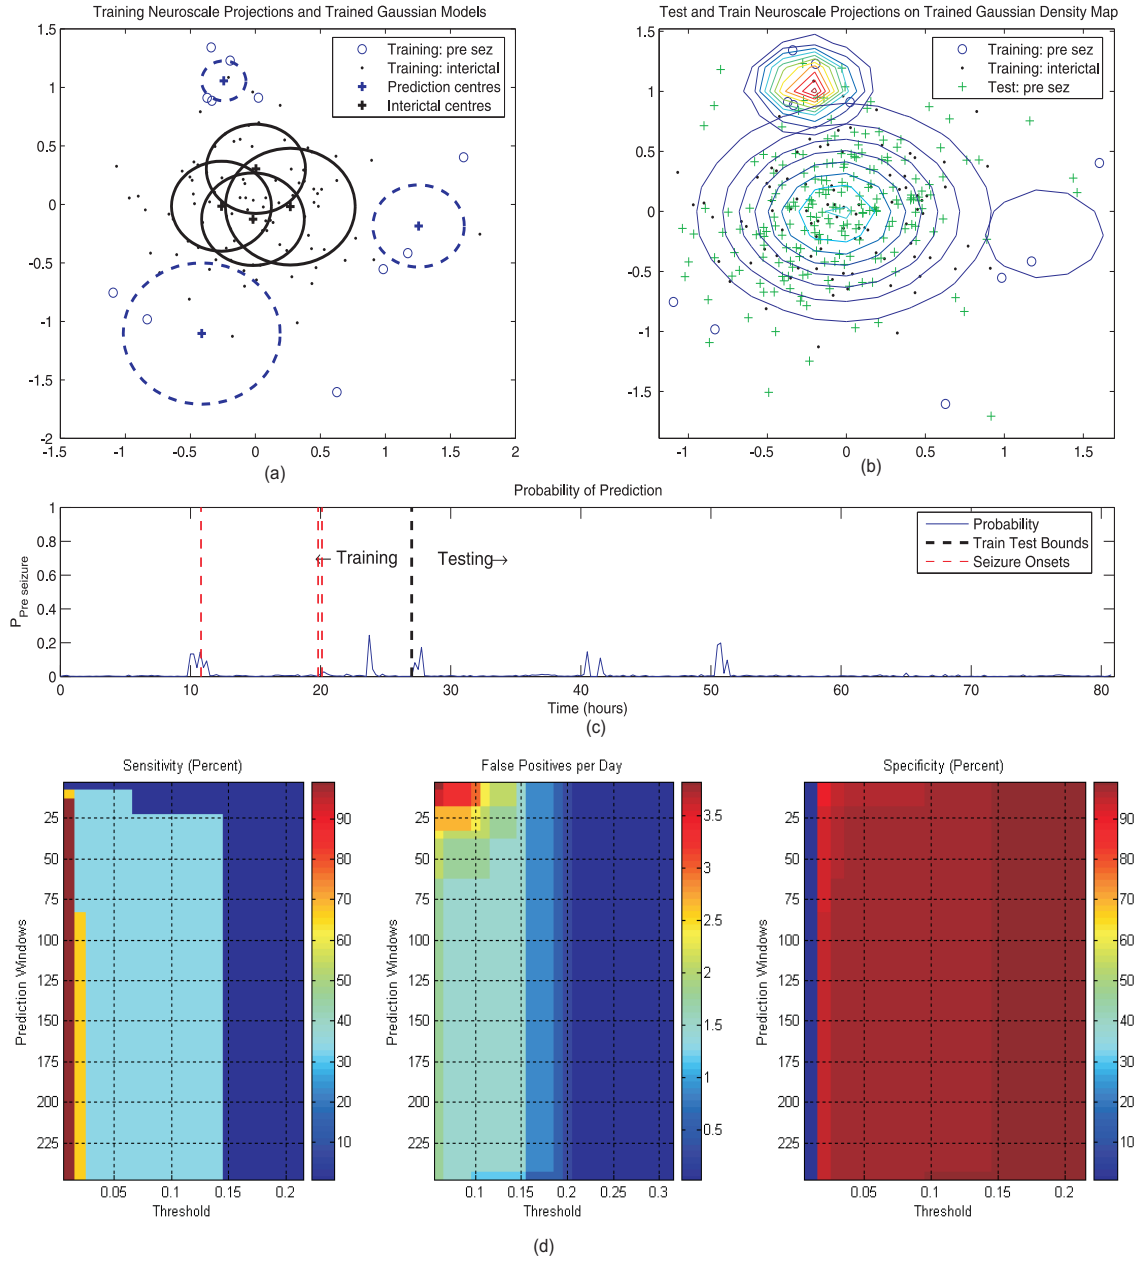 Training Neuroscale Projections and Trained Gaussian Models
1.5
1
0.5
0
-0.5
-1
-1.5
-2
-1.5 -1 -0.5 0 0.5 1 1.5 2
Training: pre sez
Training: interictal
Prediction centres
Interictal centres
(a)
Test and Train Neuroscale Projections on Trained Gaussian Density Map
1.5
1
0.5
0
-0.5
-1
-1.5
-1 -0.5 0 0.5 1 1.5
Training: pre sez
Training: interictal
Test: pre sez
(b)
Probability of Prediction
1
0.8
0.6
0.4
0.2
0
P Pre seizure
← Training
Testing→
Probability
Train Test Bounds
Seizure Onsets
0 10 20 30 40 50 60 70 80
Time (hours)
(c)
Sensitivity (Percent)
25
50
75
100
125
150
175
200
225
Prediction Windows
0.05 0.1 0.15 0.2
Threshold
90
80
70
60
50
40
30
20
10
False Positives per Day
25
50
75
100
125
150
175
200
225
Prediction Windows
0.1 0.15 0.2 0.25 0.3
Threshold
3.5
3
2.5
2
1.5
1
0.5
Specificity (Percent)
25
50
75
100
125
150
175
200
225
Prediction Windows
0.05 0.1 0.15 0.2
Threshold
90
80
70
60
50
40
30
20
10
(d)